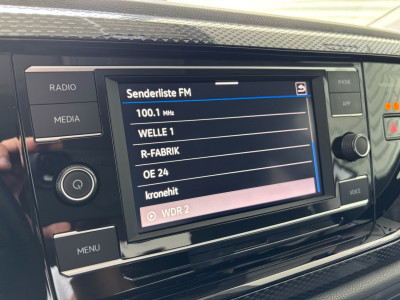 RADIO
MEDIA
MENU
Senderliste FM
100.1 MHz
WELLE 1
R-FABRIK
OE 24
kronehit
WDR 2
PHONE
APP
VOICE